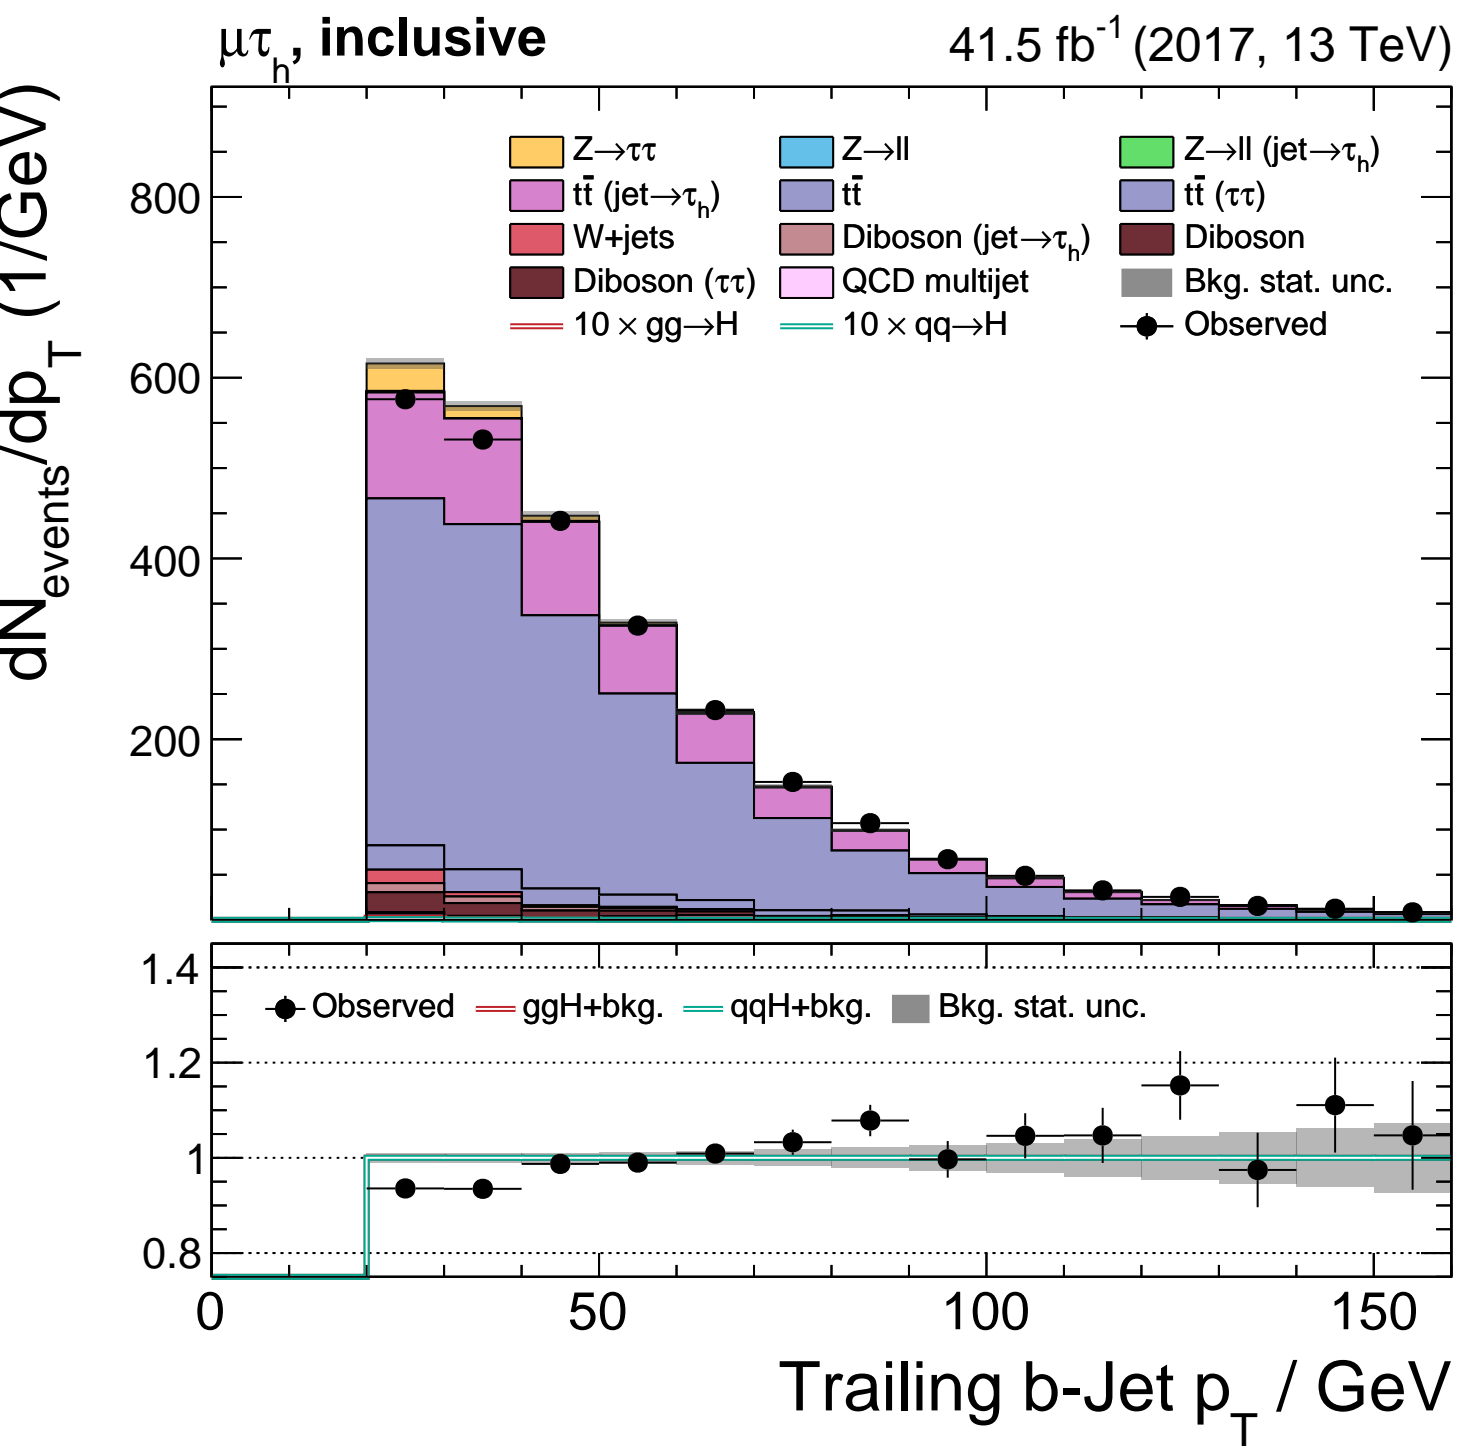 μτh, inclusive
41.5 fb-1 (2017, 13 TeV)
dNevents/dpT (1/GeV)
Z→ττ Z→ll Z→ll (jet→τh)
tt̄ (jet→τh) tt̄ tt̄ (ττ)
W+jets Diboson (jet→τh) Diboson
Diboson (ττ) QCD multijet Bkg. stat. unc.
10 × gg→H 10 × qq→H Observed
800
600
400
200
1.4
Observed ggH+bkg. qqH+bkg. Bkg. stat. unc.
1.2
1
0.8
0 50 100 150
Trailing b-Jet pT / GeV